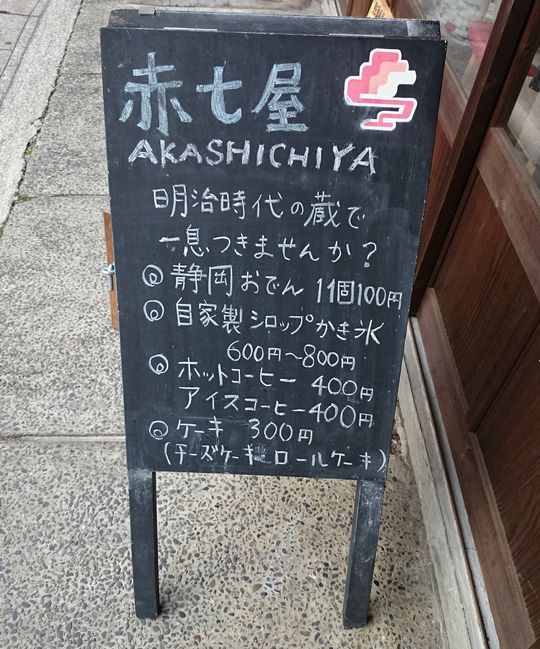 赤七屋
AKASHICHIYA
明治時代の蔵で
一息つきませんか?
◎静岡おでん 11個100円
◎自家製シロップかき氷
600円〜800円
◎ホットコーヒー 400円
アイスコーヒー400円
◎ケーキ 300円
(チーズケーキ ロールケーキ)